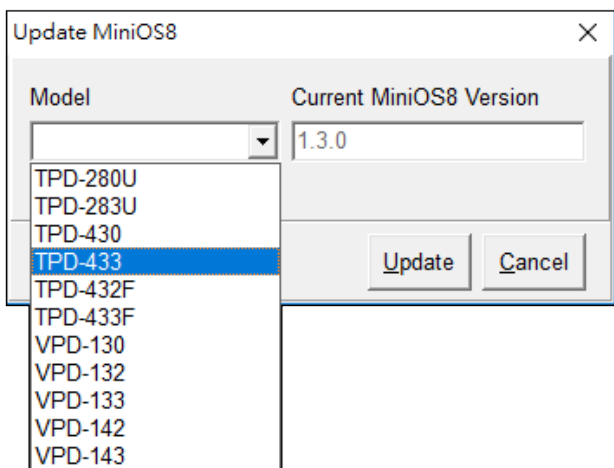 Update MiniOS8
Model Current MiniOS8 Version
1.3.0
TPD-280U
TPD-283U
TPD-430
TPD-433
TPD-432F
TPD-433F
VPD-130
VPD-132
VPD-133
VPD-142
VPD-143
Update Cancel